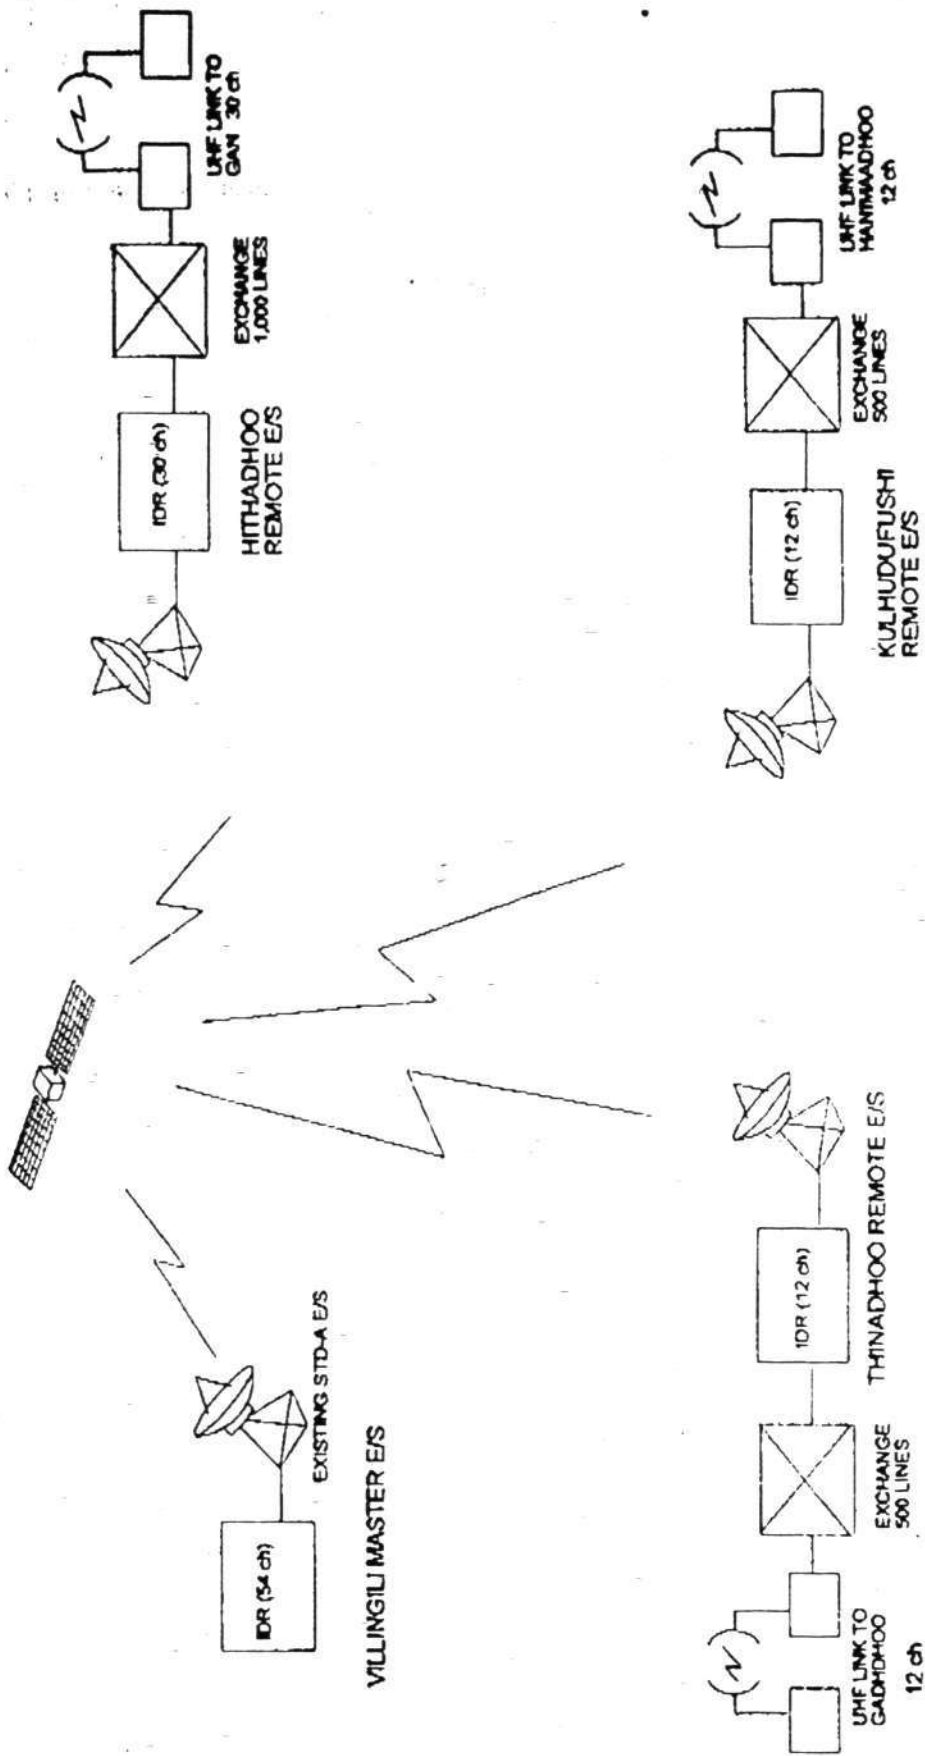 IDR (54 ch)
EXISTING STD-A E/S
VILLINGILI MASTER E/S
IDR (30 ch)
HITHADHOO
REMOTE E/S
EXCHANGE
1,000 LINES
UHF LINK TO
GAN 30 ch
UHF LINK TO
GADHDHOO
12 ch
EXCHANGE
500 LINES
IDR (12 ch)
THINADHOO REMOTE E/S
IDR (12 ch)
KULHUDUFUSHI
REMOTE E/S
EXCHANGE
500 LINES
UHF LINK TO
HANIMAADHOO
12 ch